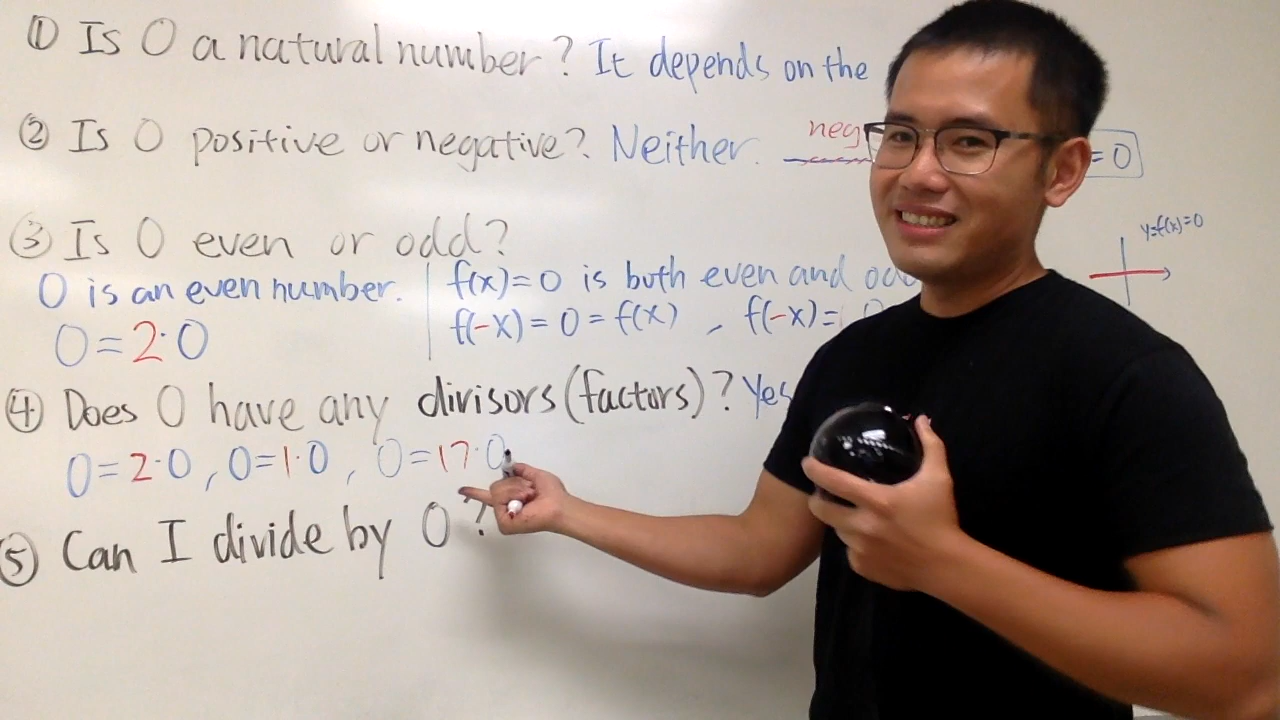 ① Is 0 a natural number? It depends on the
② Is 0 positive or negative? Neither. neg = 0
③ Is 0 even or odd? y=f(x)=0
0 is an even number. f(x)=0 is both even and
0=2·0 f(-x)=0=f(x), f(-x)=
④ Does 0 have any divisors (factors)? Yes
0=2·0, 0=1·0, 0=17·0
⑤ Can I divide by 0?